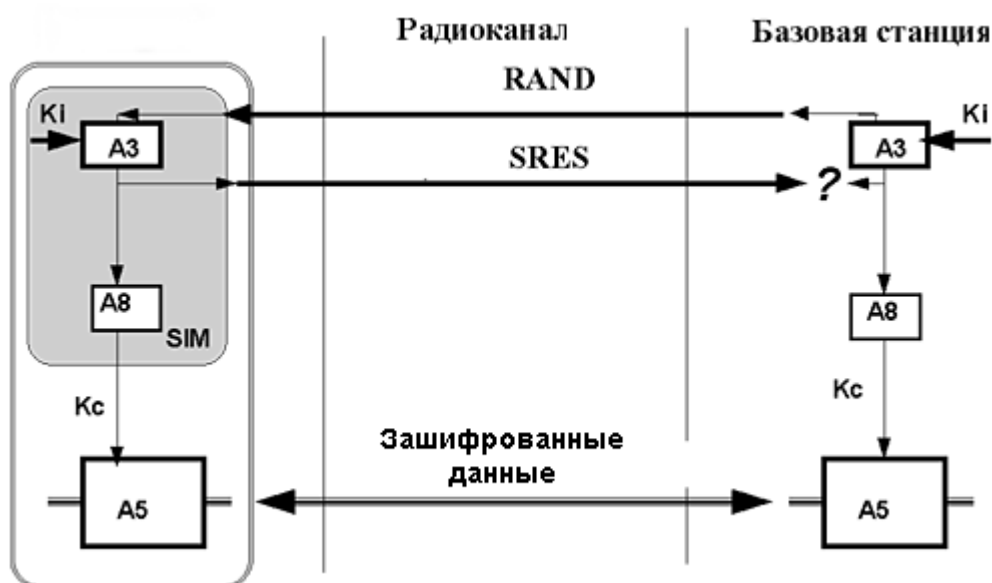 Радиоканал
Базовая станция
RAND
Ki
A3
A3
Ki
SRES
?
A8
SIM
A8
Kc
Kc
Зашифрованные
данные
A5
A5